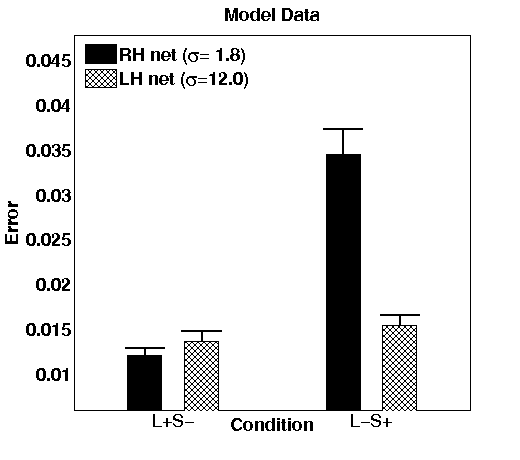 Model Data
RH net (σ= 1.8)
LH net (σ=12.0)
0.045
0.04
0.035
0.03
0.025
0.02
0.015
0.01
Error
L+S−
L−S+
Condition